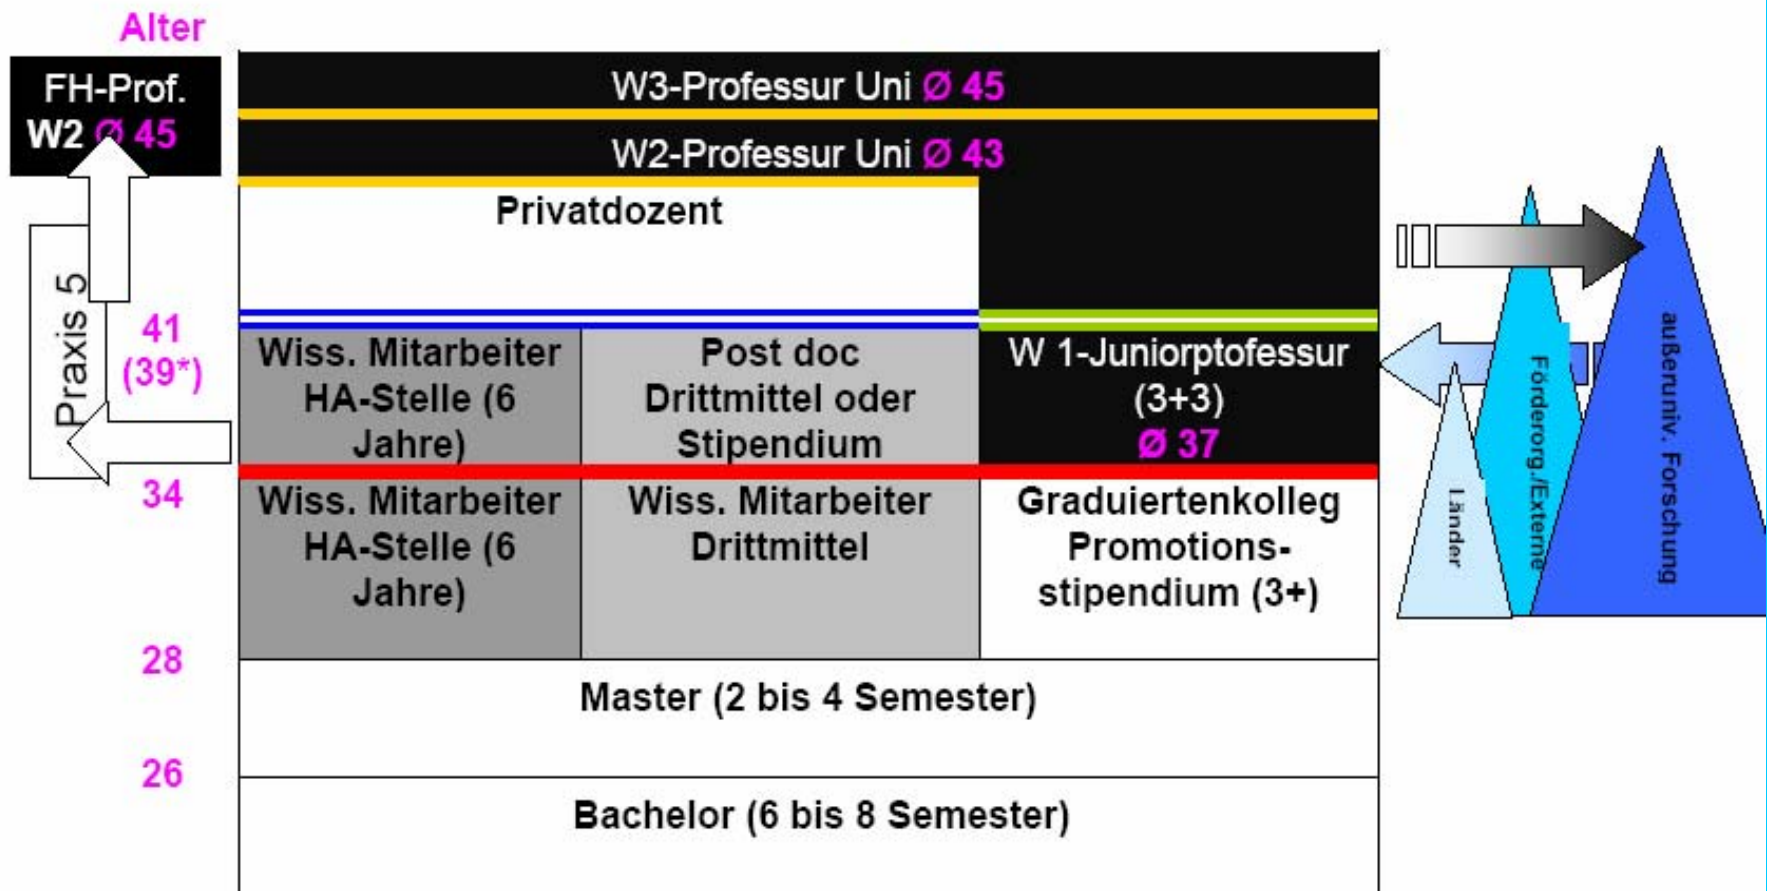 Alter
FH-Prof.
W2 Ø 45
W3-Professur Uni Ø 45
W2-Professur Uni Ø 43
Privatdozent
Praxis 5
41
(39*)
Wiss. Mitarbeiter
HA-Stelle (6
Jahre)
Post doc
Drittmittel oder
Stipendium
W 1-Juniorptofessur
(3+3)
Ø 37
34
Wiss. Mitarbeiter
HA-Stelle (6
Jahre)
Wiss. Mitarbeiter
Drittmittel
Graduiertenkolleg
Promotions-
stipendium (3+)
28
Master (2 bis 4 Semester)
26
Bachelor (6 bis 8 Semester)
Länder
Förderorg./Externe
außeruniv. Forschung